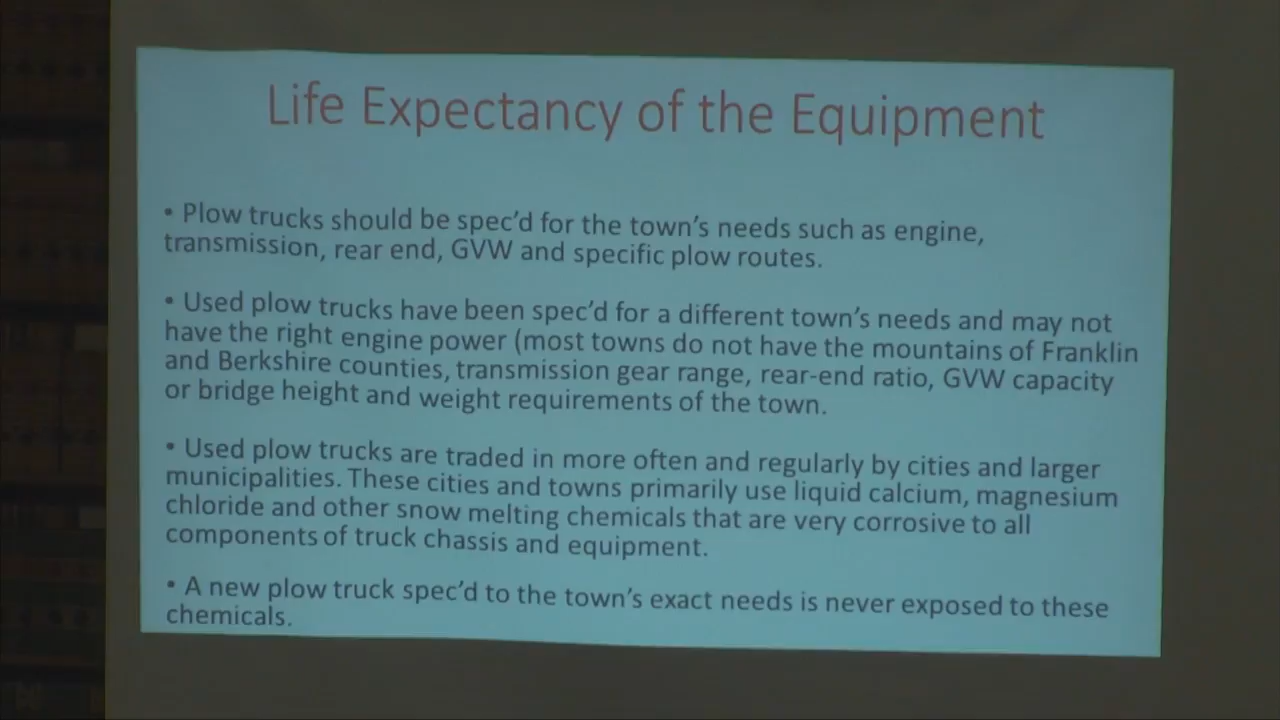 Life Expectancy of the Equipment
• Plow trucks should be spec’d for the town’s needs such as engine,
transmission, rear end, GVW and specific plow routes.
• Used plow trucks have been spec’d for a different town’s needs and may not
have the right engine power (most towns do not have the mountains of Franklin
and Berkshire counties, transmission gear range, rear-end ratio, GVW capacity
or bridge height and weight requirements of the town.
• Used plow trucks are traded in more often and regularly by cities and larger
municipalities. These cities and towns primarily use liquid calcium, magnesium
chloride and other snow melting chemicals that are very corrosive to all
components of truck chassis and equipment.
• A new plow truck spec’d to the town’s exact needs is never exposed to these
chemicals.